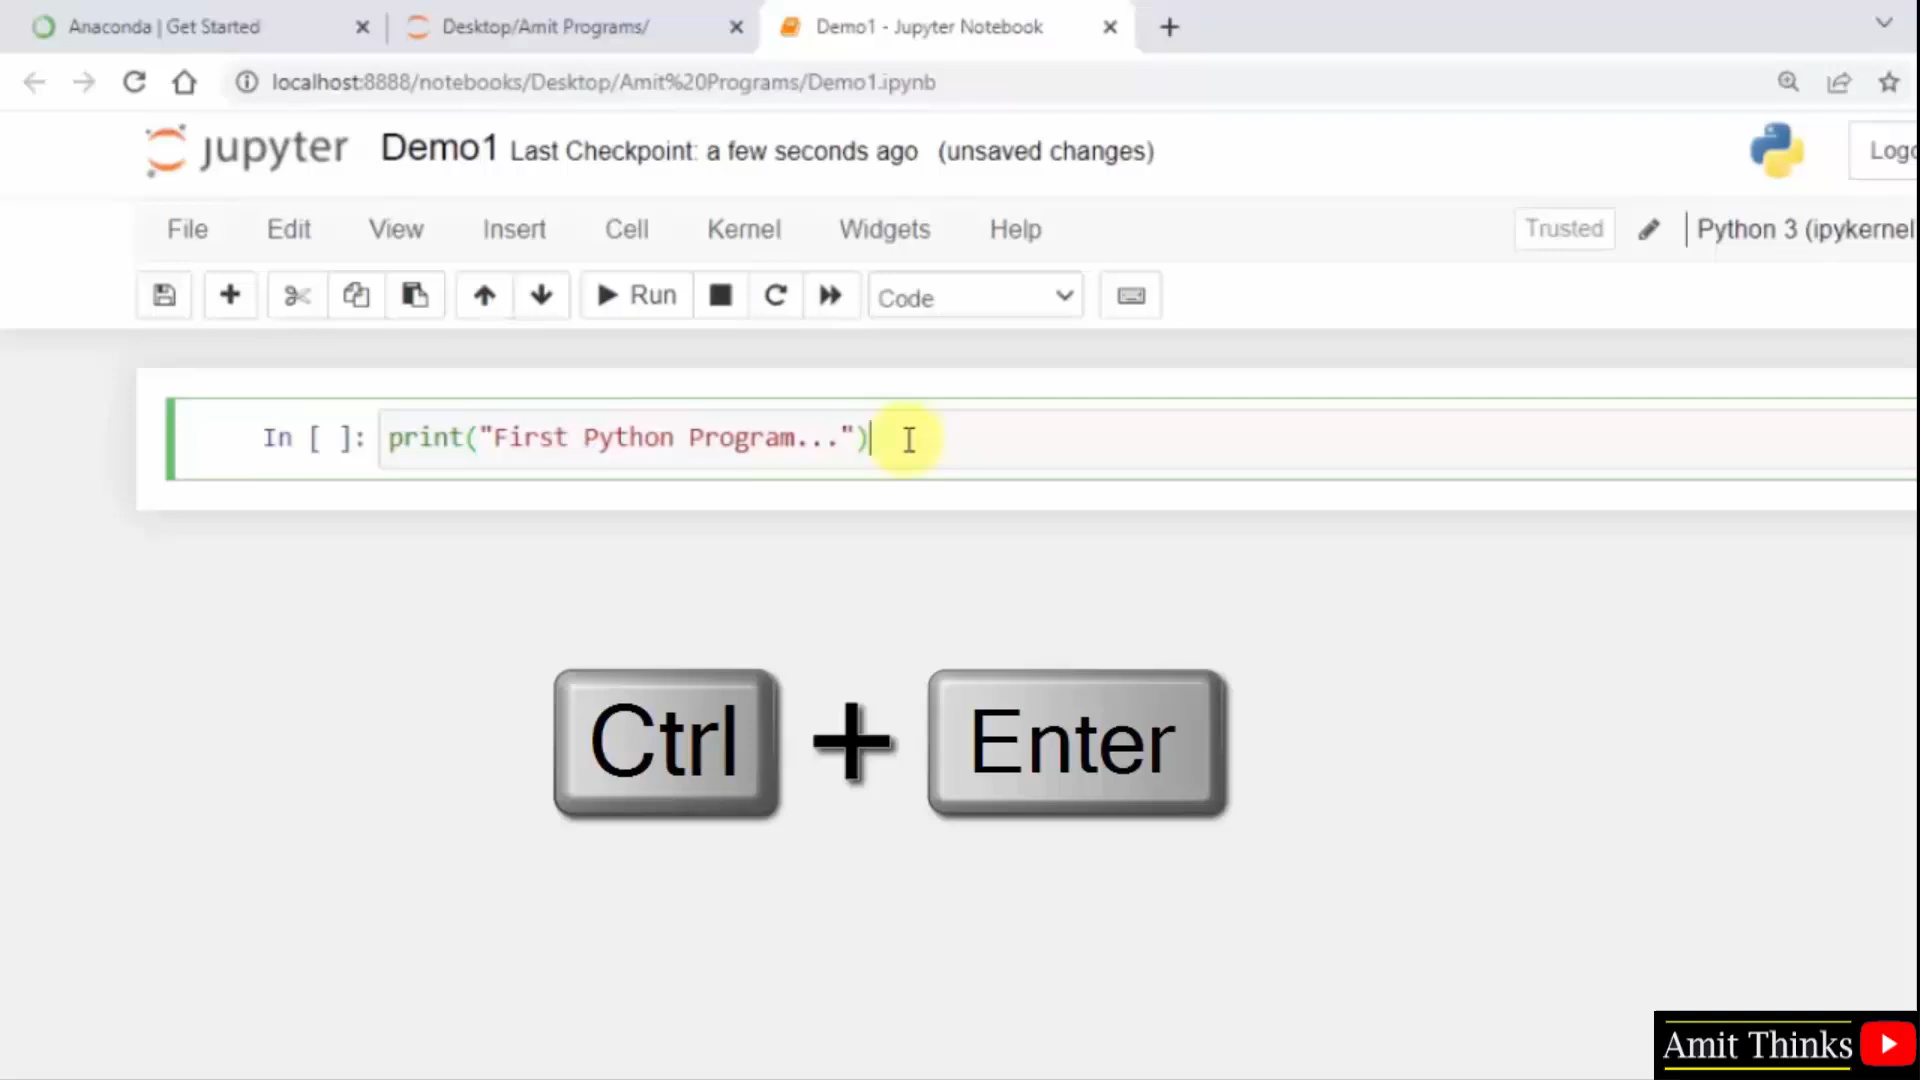 Anaconda | Get Started
Desktop/Amit Programs/
Demo1 - Jupyter Notebook
localhost:8888/notebooks/Desktop/Amit%20Programs/Demo1.ipynb
jupyter Demo1 Last Checkpoint: a few seconds ago (unsaved changes)
Logo
File Edit View Insert Cell Kernel Widgets Help
Trusted
Python 3 (ipykernel
Run
Code
In [ ]: print("First Python Program...")
Ctrl + Enter
Amit Thinks